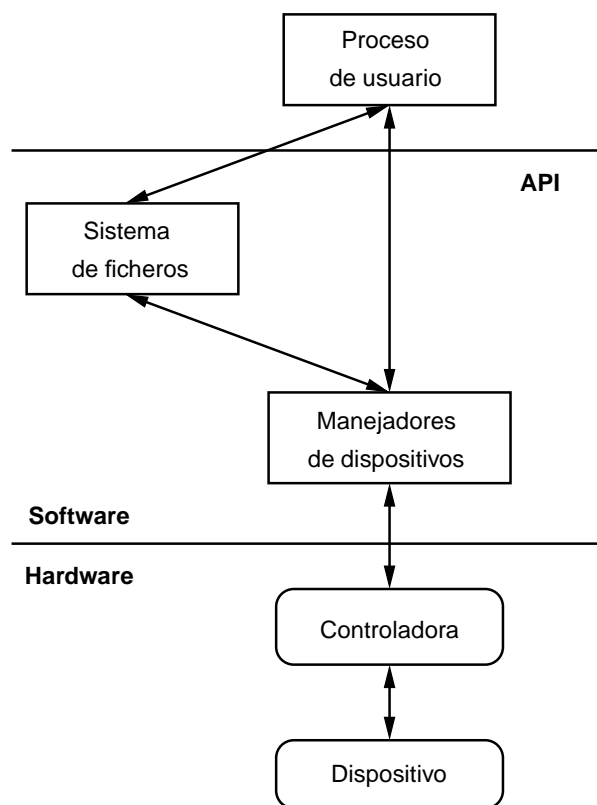 Proceso
de usuario
API
Sistema
de ficheros
Manejadores
de dispositivos
Software
Hardware
Controladora
Dispositivo